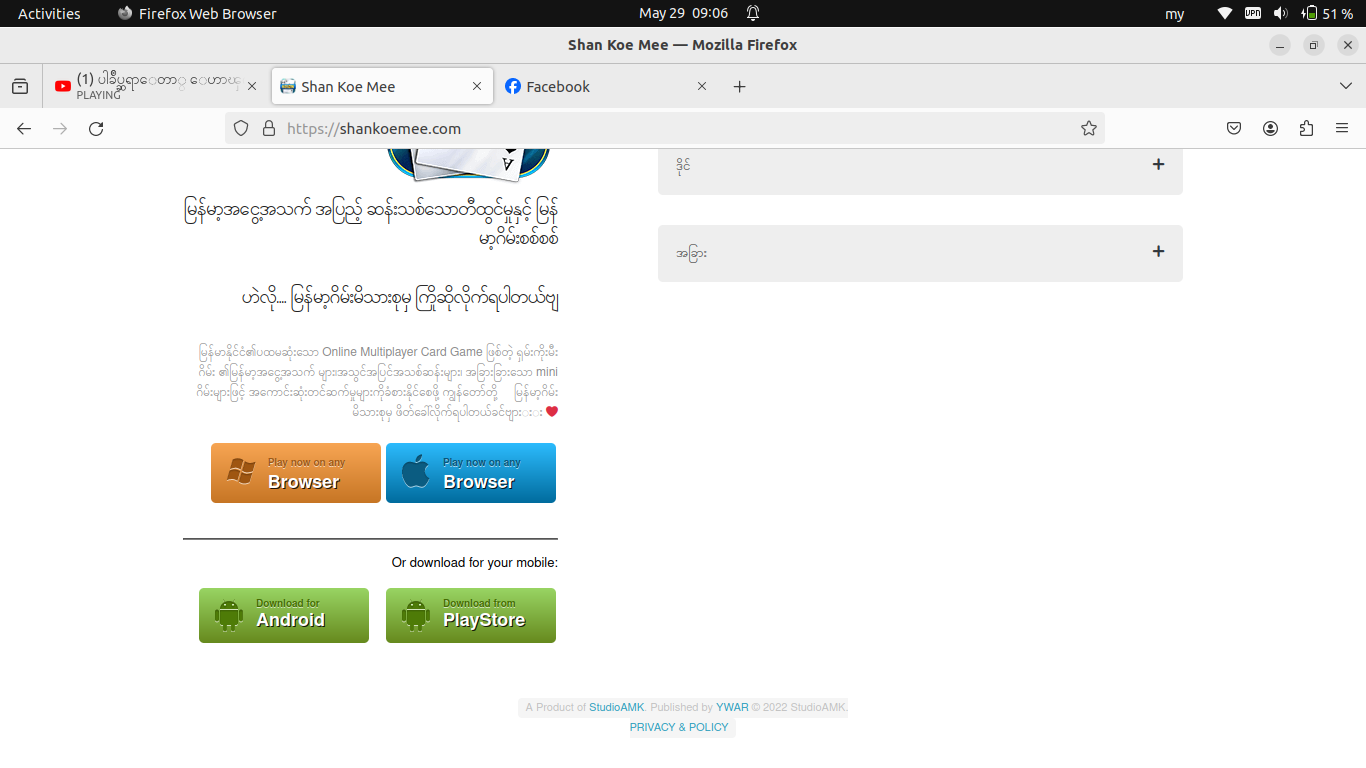 Activities
Firefox Web Browser
May 29 09:06
my
VPN
51 %
Shan Koe Mee — Mozilla Firefox
PLAYING
Shan Koe Mee
Facebook
https://shankoemee.com
ဒိုင်
မြန်မာ့အငွေ့အသက် အပြည့် ဆန်းသစ်သောတီထွင်မှုနှင့် မြန်
မာ့ဂိမ်းစစ်စစ်
အခြား
ဟဲလို.... မြန်မာ့ဂိမ်းမိသားစုမှ ကြိုဆိုလိုက်ရပါတယ်ဗျ
မြန်မာနိုင်ငံ၏ပထမဆုံးသော Online Multiplayer Card Game ဖြစ်တဲ့ ရှမ်းကိုးမီး
ဂိမ်း ၏မြန်မာ့အငွေ့အသက် များ၊အသွင်အပြင်အသစ်ဆန်းများ၊ အခြားခြားသော mini
ဂိမ်းများဖြင့် အကောင်းဆုံးတင်ဆက်မှုများကိုခံစားနိုင်စေဖို့ ကျွန်တော်တို့ မြန်မာ့ဂိမ်း
မိသားစုမှ ဖိတ်ခေါ်လိုက်ရပါတယ်ခင်ဗျားးး ❤️
Play now on any
Browser
Play now on any
Browser
Or download for your mobile:
Download for
Android
Download from
PlayStore
A Product of StudioAMK. Published by YWAR © 2022 StudioAMK.
PRIVACY & POLICY